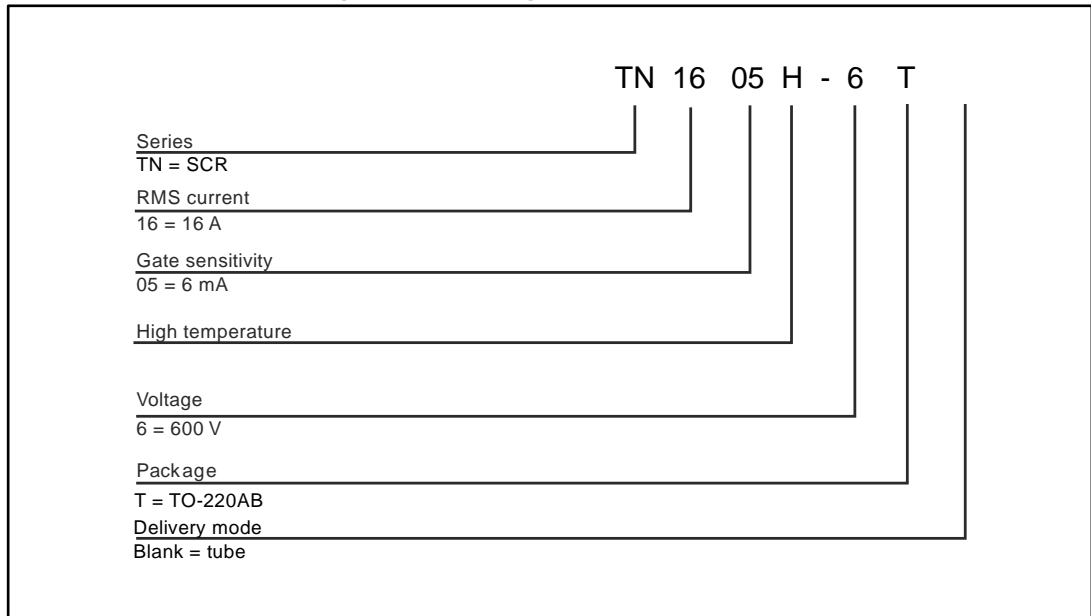 TN 16 05 H - 6 T
Series
TN = SCR
RMS current
16 = 16 A
Gate sensitivity
05 = 6 mA
High temperature
Voltage
6 = 600 V
Package
T = TO-220AB
Delivery mode
Blank = tube